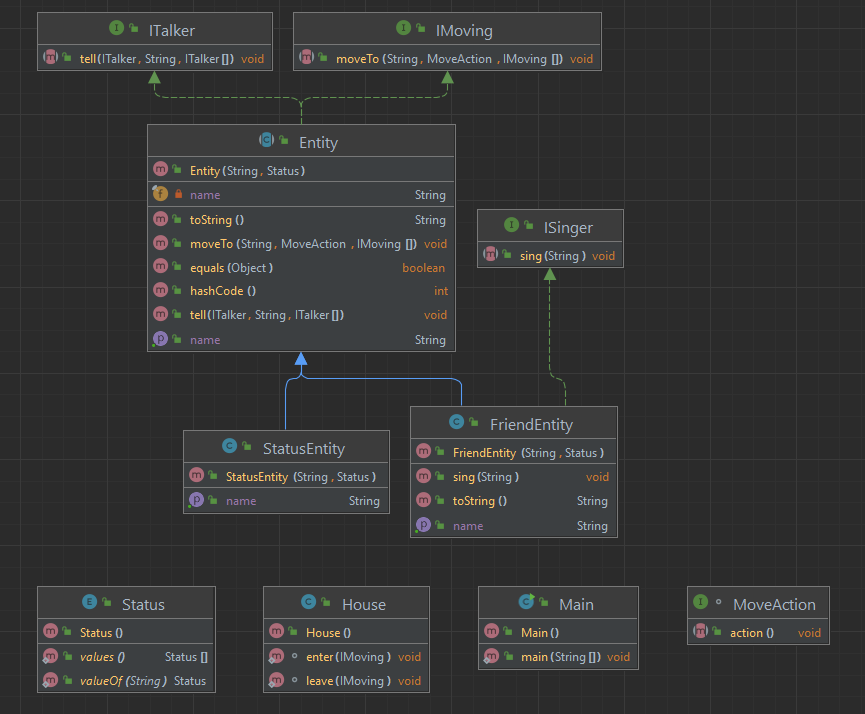 ITalker
tell(ITalker, String, ITalker[]) void
IMoving
moveTo(String, MoveAction, IMoving[]) void
Entity
Entity(String, Status)
name String
toString() String
moveTo(String, MoveAction, IMoving[]) void
equals(Object) boolean
hashCode() int
tell(ITalker, String, ITalker[]) void
name String
ISinger
sing(String) void
StatusEntity
StatusEntity(String, Status)
name String
FriendEntity
FriendEntity(String, Status)
sing(String) void
toString() String
name String
Status
Status()
values() Status[]
valueOf(String) Status
House
House()
enter(IMoving) void
leave(IMoving) void
Main
Main()
main(String[]) void
MoveAction
action() void